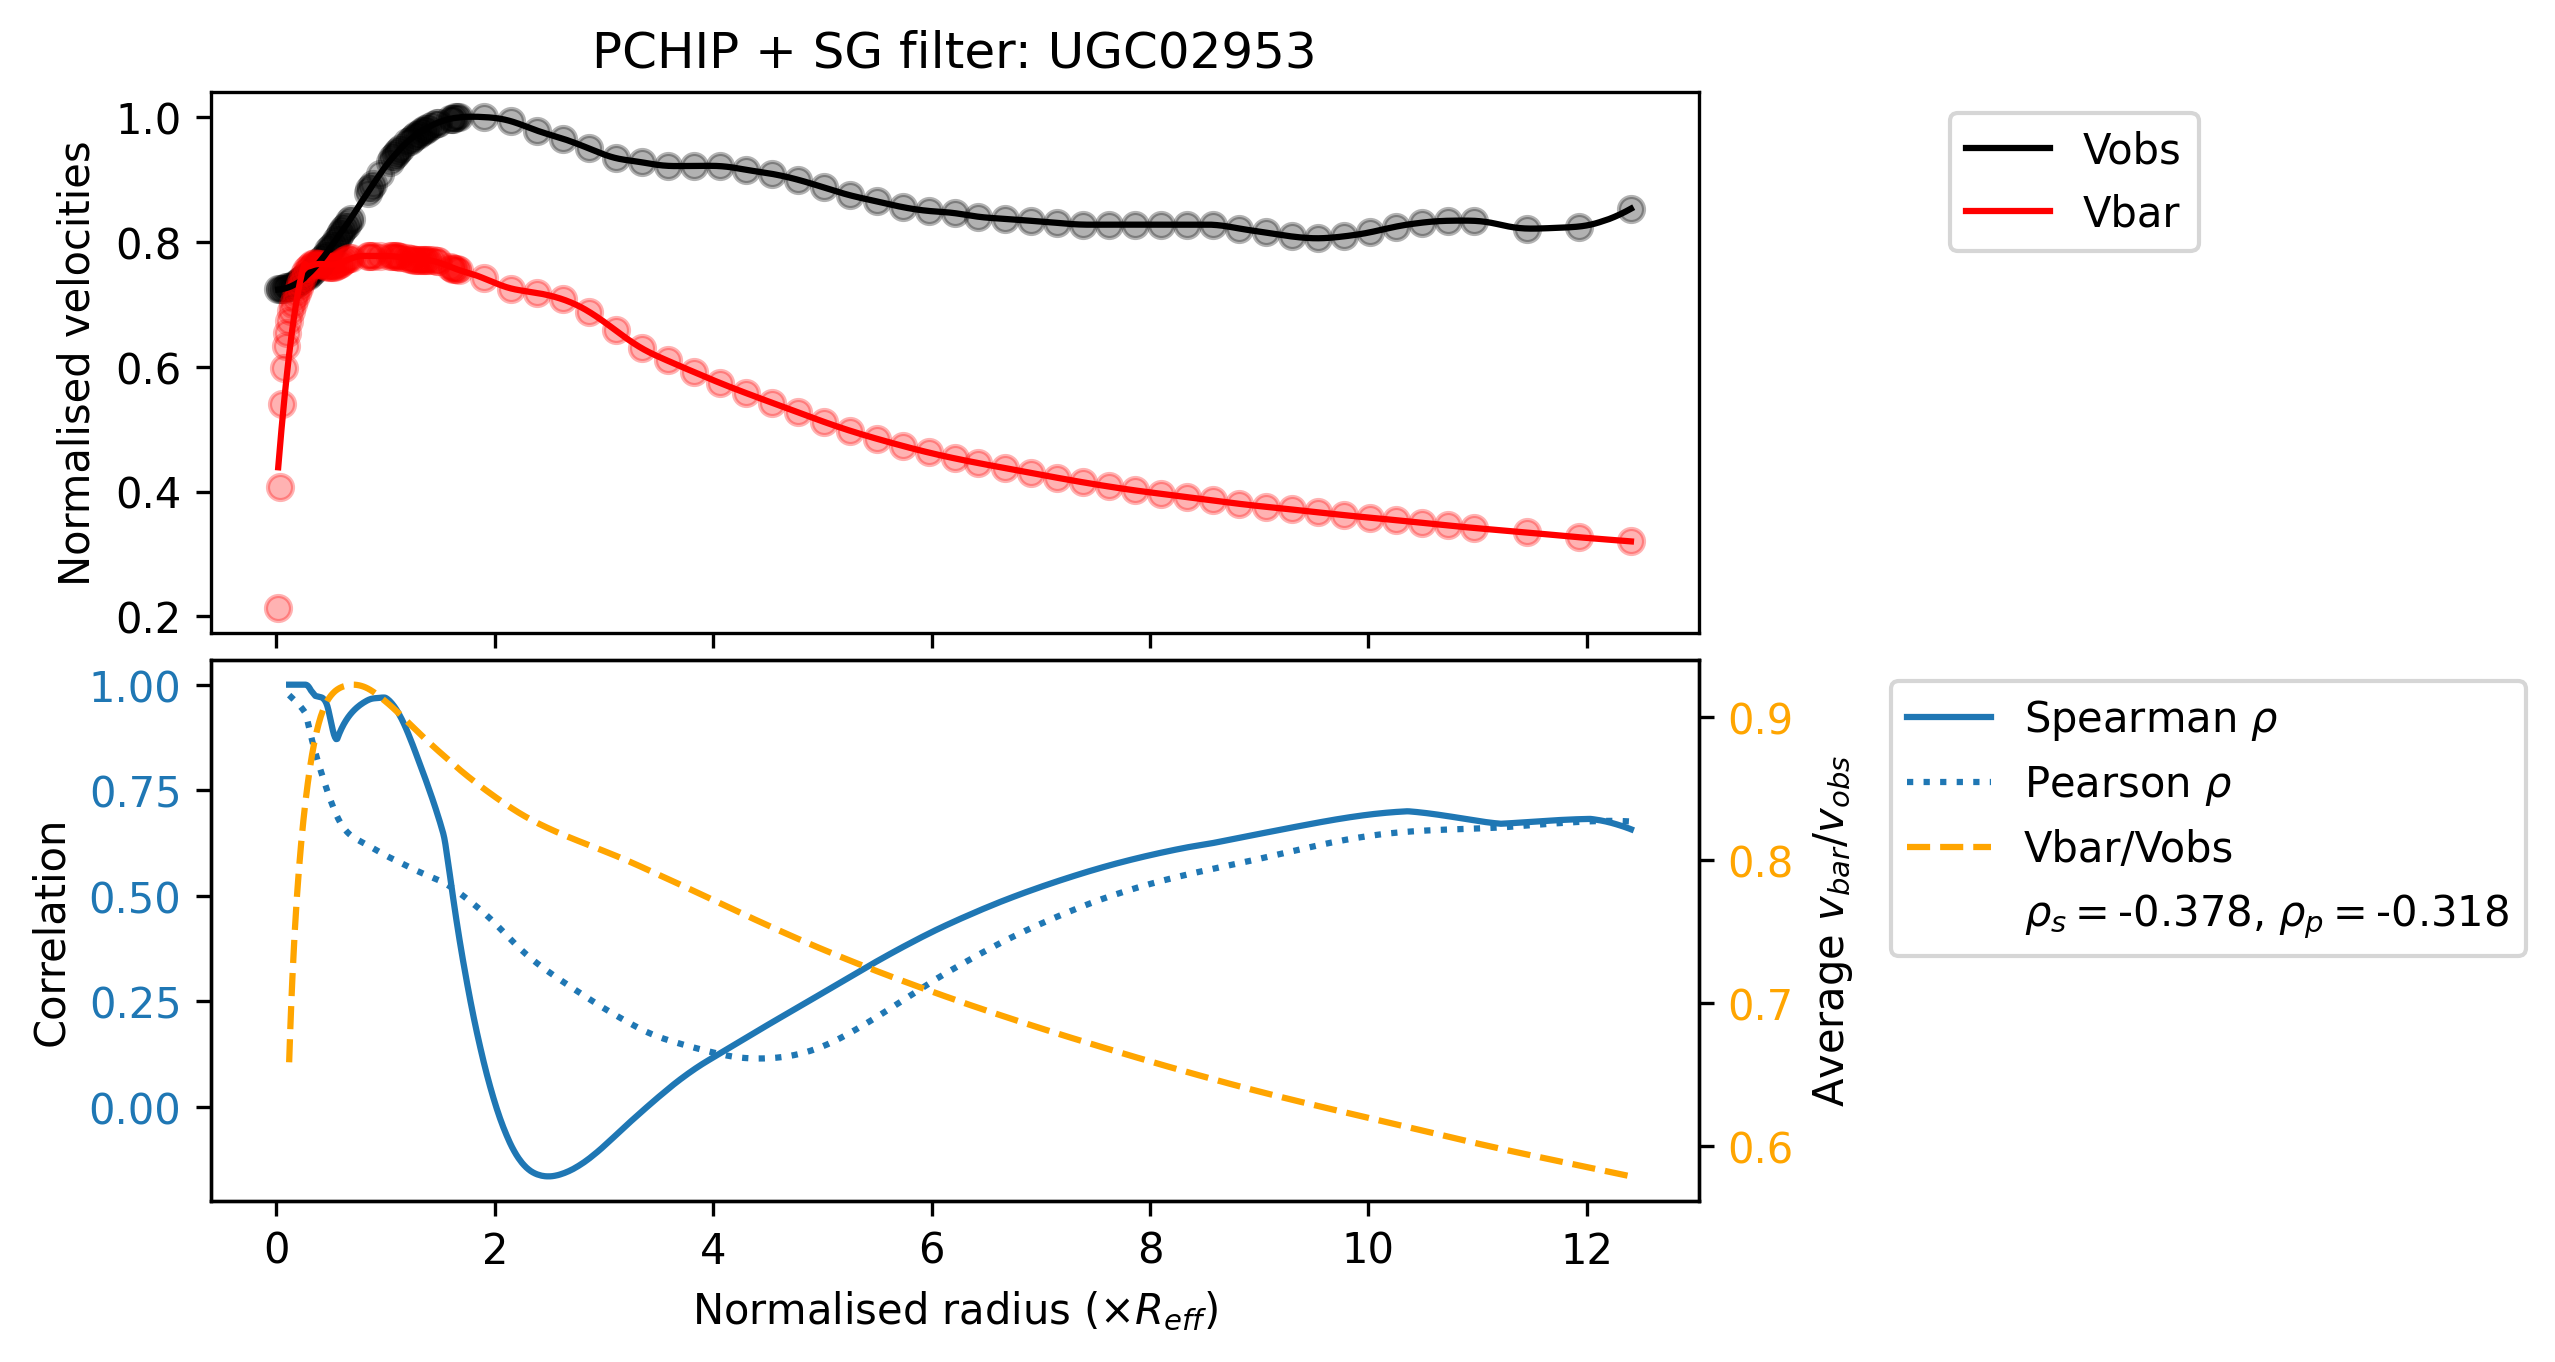 PCHIP + SG filter: UGC02953
Normalised velocities
1.0
0.8
0.6
0.4
0.2
Vobs
Vbar
Correlation
1.00
0.75
0.50
0.25
0.00
0.9
0.8
0.7
0.6
Average v_bar/v_obs
Spearman ρ
Pearson ρ
Vbar/Vobs
ρ_s = -0.378, ρ_p = -0.318
0 2 4 6 8 10 12
Normalised radius (×R_eff)